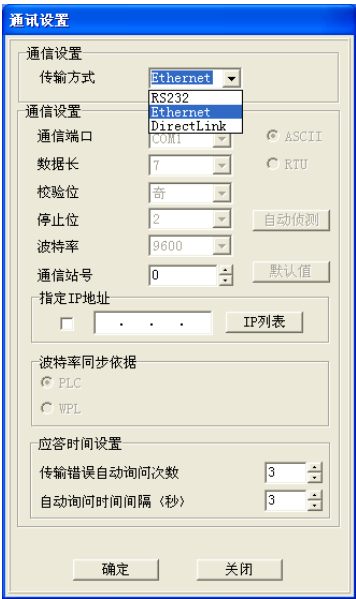 通讯设置
通信设置
传输方式 Ethernet
RS232
Ethernet
DirectLink
通信设置
通信端口 COM1 ASCII
数据长 7 RTU
校验位 奇
停止位 2 自动侦测
波特率 9600
通信站号 0 默认值
指定IP地址
. . . IP列表
波特率同步依据
PLC
WPL
应答时间设置
传输错误自动询问次数 3
自动询问时间间隔〈秒〉 3
确定 关闭